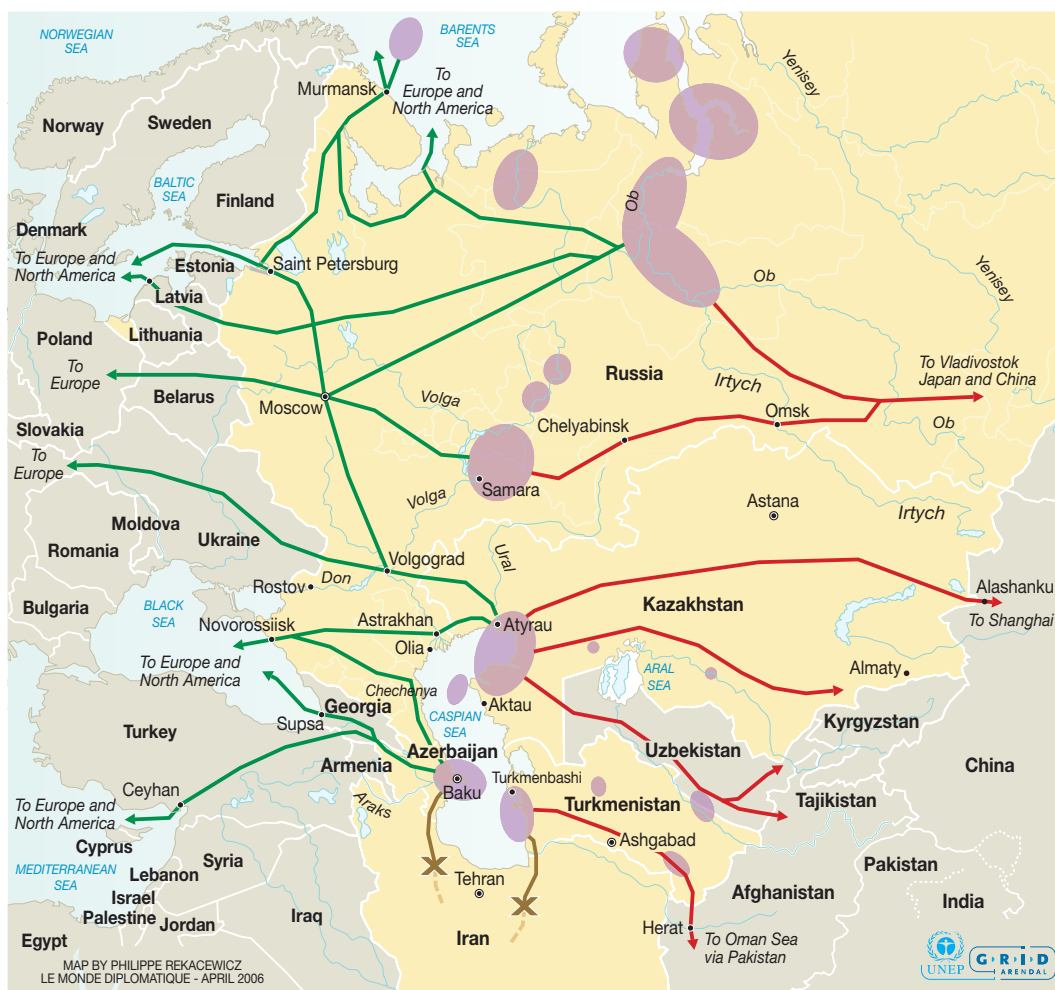 NORWEGIAN
SEA
BARENTS
SEA
Yenisey
To
Europe and
North America
Murmansk
Norway
Sweden
BALTIC
SEA
Finland
Ob
Denmark
To Europe and
North America
Saint Petersburg
Estonia
Latvia
Lithuania
Ob
Yenisey
Poland
To
Europe
Belarus
Moscow
Volga
Russia
Irtych
To Vladivostok
Japan and China
Chelyabinsk
Omsk
Ob
Slovakia
To
Europe
Samara
Volga
Astana
Irtych
Moldova
Romania
Ukraine
Volgograd
Ural
Rostov
Don
Alashanku
To Shanghai
Bulgaria
BLACK
SEA
Novorossiisk
Astrakhan
Atyrau
Kazakhstan
Olia
To Europe and
North America
Chechenya
ARAL
SEA
Almaty
Aktau
Georgia
Supsa
CASPIAN
SEA
Kyrgyzstan
Turkey
Armenia
Azerbaijan
Uzbekistan
China
Baku
Turkmenbashi
Araks
Turkmenistan
Tajikistan
Ceyhan
To Europe and
North America
Ashgabad
Cyprus
Syria
MEDITERRANEAN
SEA
Lebanon
Tehran
Pakistan
Afghanistan
India
Israel
Palestine
Jordan
Iraq
Iran
Herat
To Oman Sea
via Pakistan
Egypt
MAP BY PHILIPPE REKACEWICZ
LE MONDE DIPLOMATIQUE - APRIL 2006
UNEP
G R I D
ARENDAL